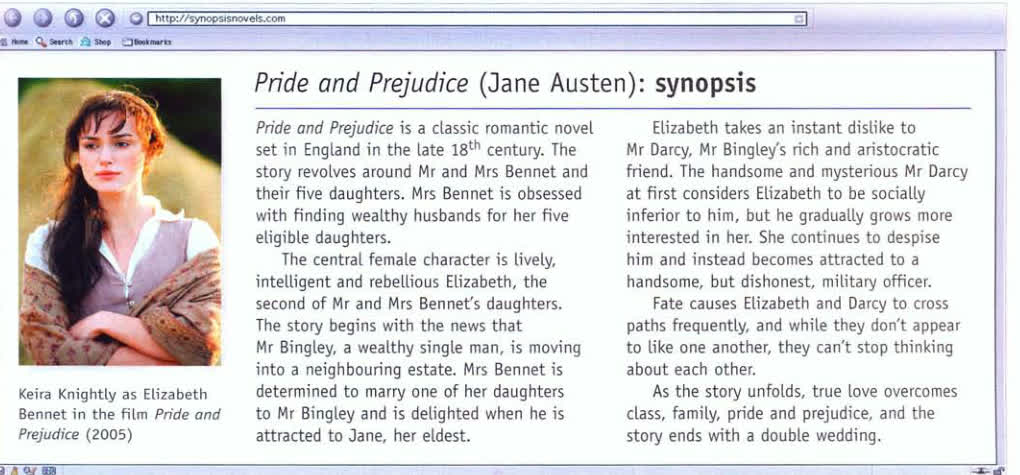 http://synopsisnovels.com
Home Search Shop Bookmarks
Pride and Prejudice (Jane Austen): synopsis
Pride and Prejudice is a classic romantic novel
set in England in the late 18th century. The
story revolves around Mr and Mrs Bennet and
their five daughters. Mrs Bennet is obsessed
with finding wealthy husbands for her five
eligible daughters.
The central female character is lively,
intelligent and rebellious Elizabeth, the
second of Mr and Mrs Bennet's daughters.
The story begins with the news that
Mr Bingley, a wealthy single man, is moving
into a neighbouring estate. Mrs Bennet is
determined to marry one of her daughters
to Mr Bingley and is delighted when he is
attracted to Jane, her eldest.
Elizabeth takes an instant dislike to
Mr Darcy, Mr Bingley's rich and aristocratic
friend. The handsome and mysterious Mr Darcy
at first considers Elizabeth to be socially
inferior to him, but he gradually grows more
interested in her. She continues to despise
him and instead becomes attracted to a
handsome, but dishonest, military officer.
Fate causes Elizabeth and Darcy to cross
paths frequently, and while they don't appear
to like one another, they can't stop thinking
about each other.
As the story unfolds, true love overcomes
class, family, pride and prejudice, and the
story ends with a double wedding.
Keira Knightly as Elizabeth
Bennet in the film Pride and
Prejudice (2005)